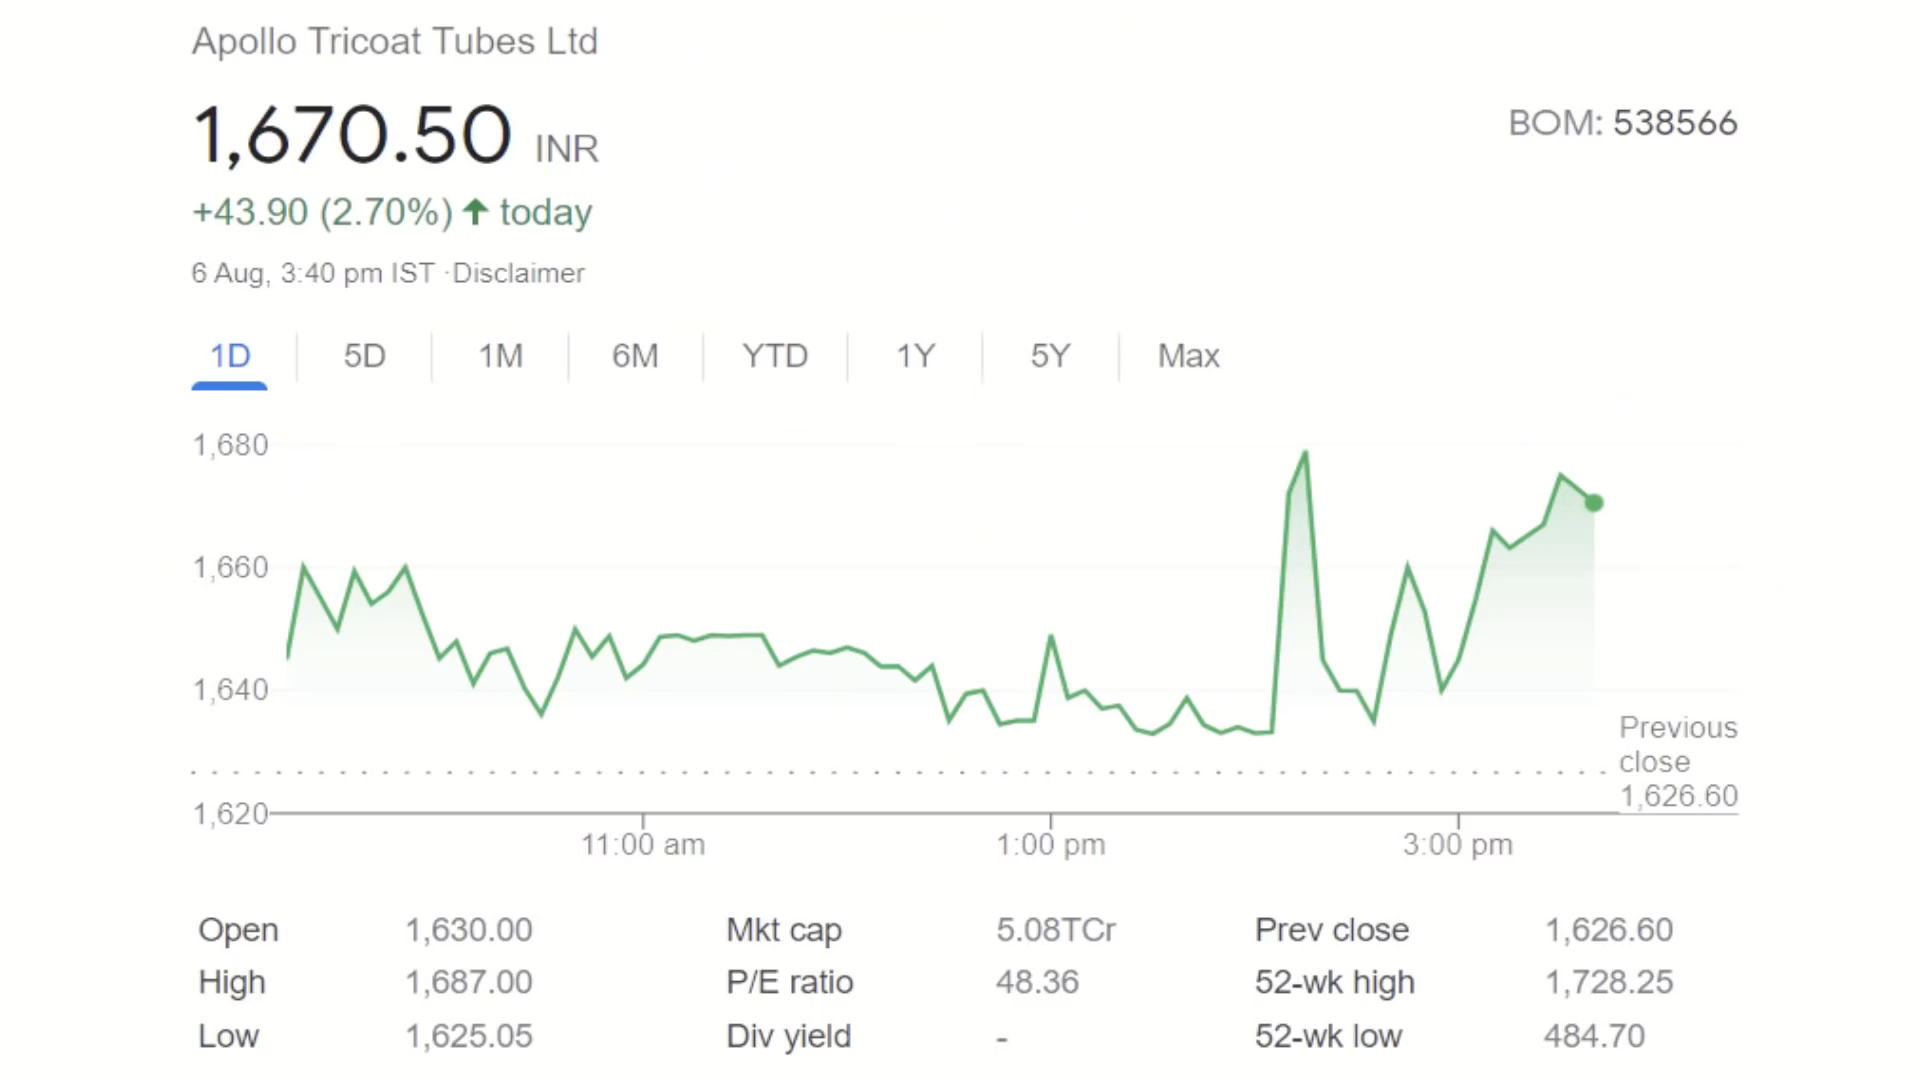 Apollo Tricoat Tubes Ltd
1,670.50 INR
BOM: 538566
+43.90 (2.70%) ↑ today
6 Aug, 3:40 pm IST ·Disclaimer
1D 5D 1M 6M YTD 1Y 5Y Max
1,680
1,660
1,640
Previous
close
1,626.60
1,620
11:00 am 1:00 pm 3:00 pm
Open 1,630.00 Mkt cap 5.08TCr Prev close 1,626.60
High 1,687.00 P/E ratio 48.36 52-wk high 1,728.25
Low 1,625.05 Div yield - 52-wk low 484.70